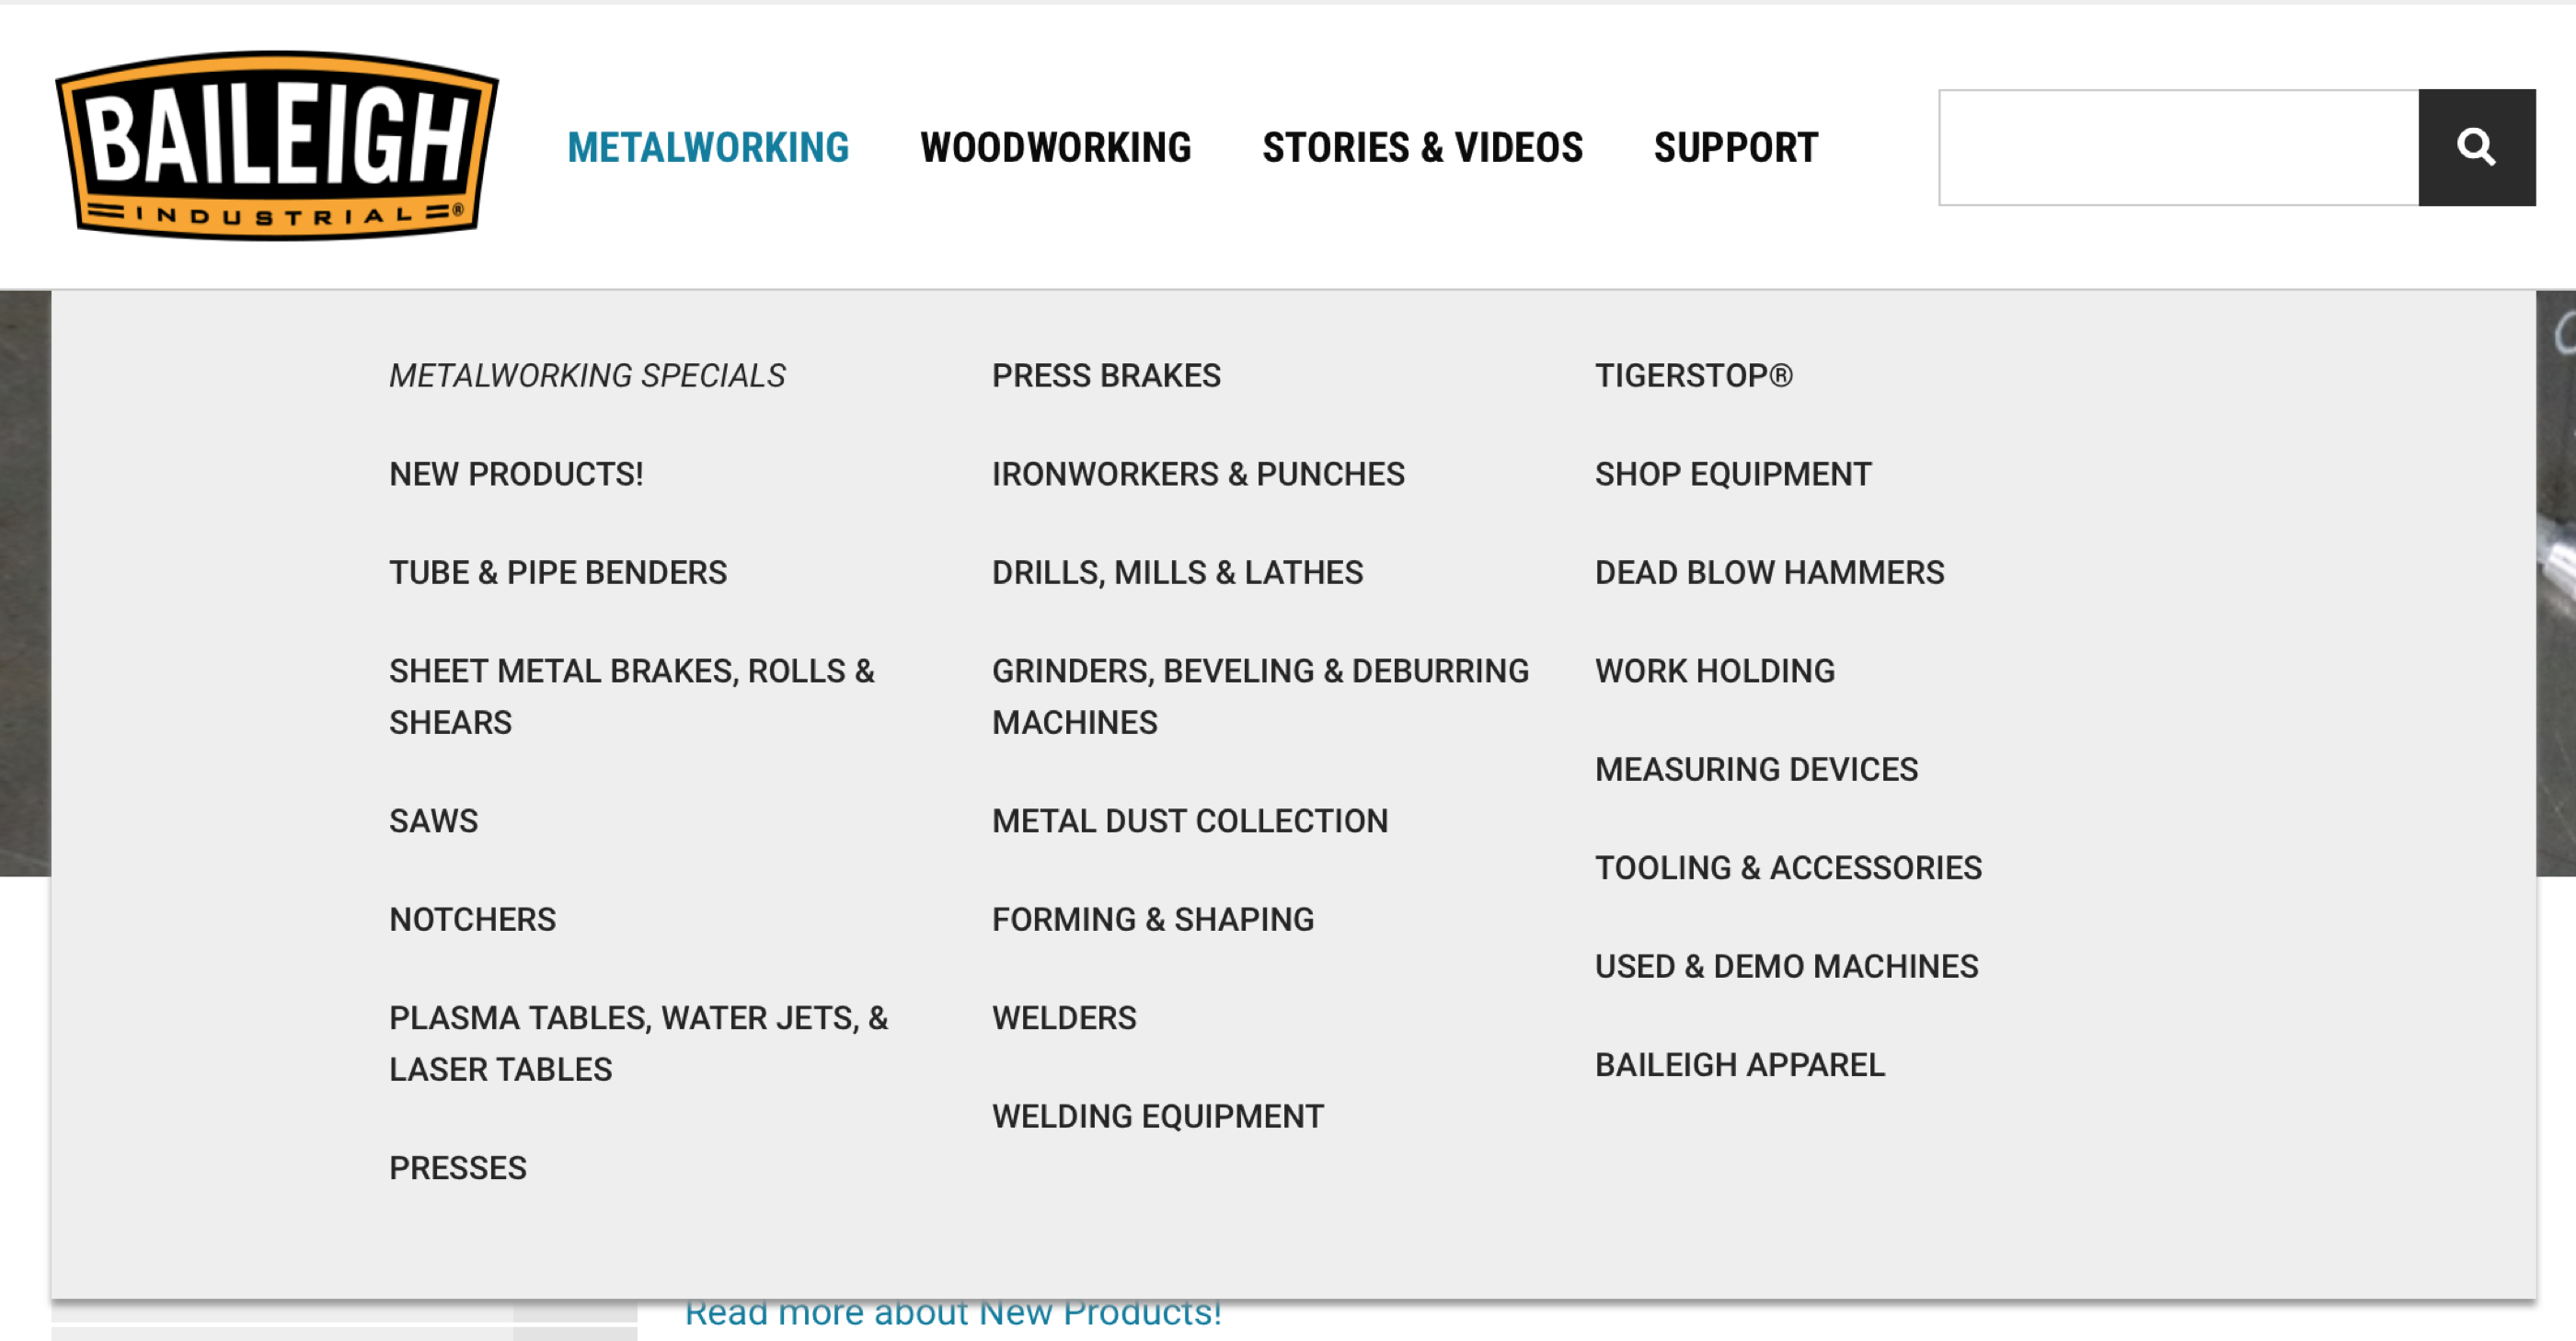 BAILEIGH
INDUSTRIAL®
METALWORKING
WOODWORKING
STORIES & VIDEOS
SUPPORT
METALWORKING SPECIALS
NEW PRODUCTS!
TUBE & PIPE BENDERS
SHEET METAL BRAKES, ROLLS &
SHEARS
SAWS
NOTCHERS
PLASMA TABLES, WATER JETS, &
LASER TABLES
PRESSES
PRESS BRAKES
IRONWORKERS & PUNCHES
DRILLS, MILLS & LATHES
GRINDERS, BEVELING & DEBURRING
MACHINES
METAL DUST COLLECTION
FORMING & SHAPING
WELDERS
WELDING EQUIPMENT
TIGERSTOP®
SHOP EQUIPMENT
DEAD BLOW HAMMERS
WORK HOLDING
MEASURING DEVICES
TOOLING & ACCESSORIES
USED & DEMO MACHINES
BAILEIGH APPAREL
Read more about New Products!